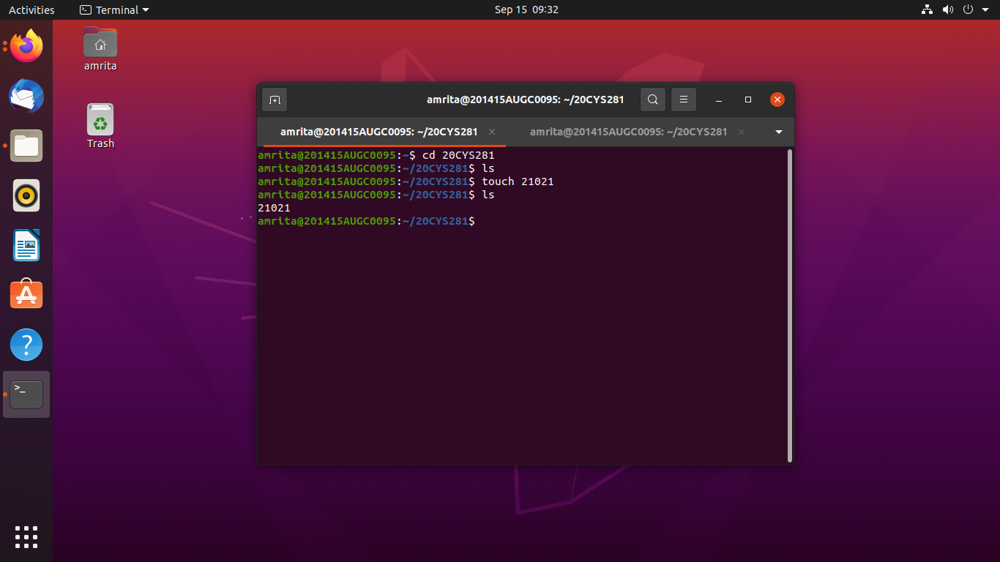 Activities
Terminal
Sep 15 09:32
amrita
Trash
amrita@201415AUGC0095: ~/20CYS281
amrita@201415AUGC0095: ~/20CYS281
amrita@201415AUGC0095: ~/20CYS281
amrita@201415AUGC0095:~$ cd 20CYS281
amrita@201415AUGC0095:~/20CYS281$ ls
amrita@201415AUGC0095:~/20CYS281$ touch 21021
amrita@201415AUGC0095:~/20CYS281$ ls
21021
amrita@201415AUGC0095:~/20CYS281$